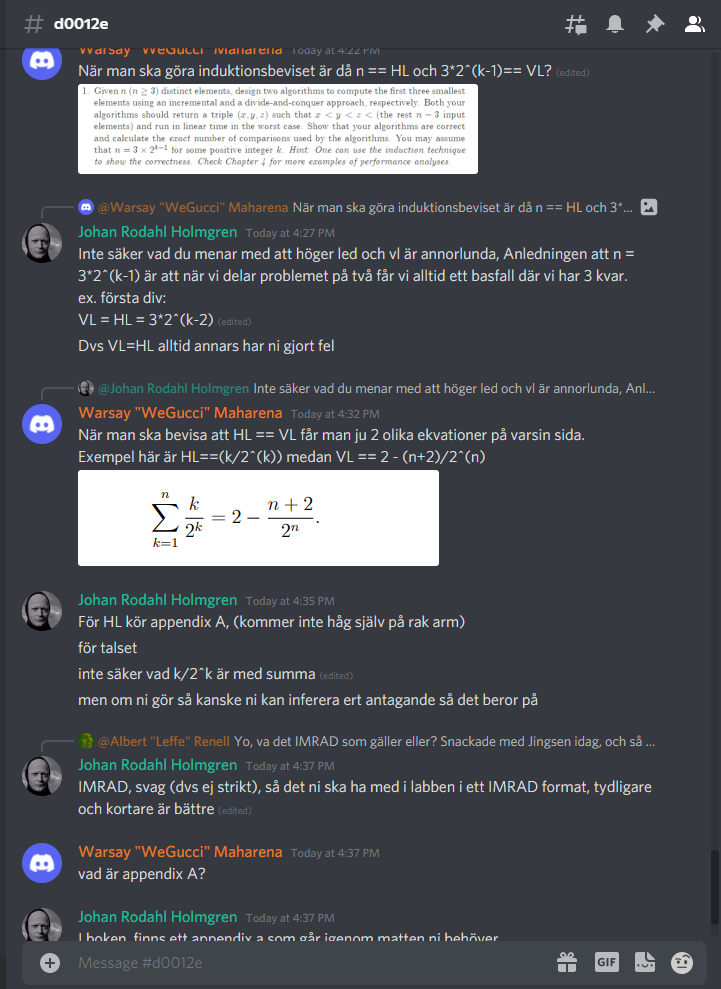 # d0012e
Warsay "WeGucci" Maharena Today at 4:22 PM
När man ska göra induktionsbeviset är då n == HL och 3*2^(k-1)== VL? (edited)
1. Given n (n ≥ 3) distinct elements, design two algorithms to compute the first three smallest
elements using an incremental and a divide-and-conquer approach, respectively. Both your
algorithms should return a triple (x, y, z) such that x < y < z < (the rest n − 3 input
elements) and run in linear time in the worst case. Show that your algorithms are correct
and calculate the exact number of comparisons used by the algorithms. You may assume
that n = 3 × 2^{k−1} for some positive integer k. Hint: One can use the induction technique
to show the correctness. Check Chapter 4 for more examples of performance analyses.
@Warsay "WeGucci" Maharena När man ska göra induktionsbeviset är då n == HL och 3*...
Johan Rodahl Holmgren Today at 4:27 PM
Inte säker vad du menar med att höger led och vl är annorlunda, Anledningen att n =
3*2^(k-1) är att när vi delar problemet på två får vi alltid ett basfall där vi har 3 kvar.
ex. första div:
VL = HL = 3*2^(k-2) (edited)
Dvs VL=HL alltid annars har ni gjort fel
@Johan Rodahl Holmgren Inte säker vad du menar med att höger led och vl är annorlunda, Anl...
Warsay "WeGucci" Maharena Today at 4:32 PM
När man ska bevisa att HL == VL får man ju 2 olika ekvationer på varsin sida.
Exempel här är HL==(k/2^(k)) medan VL == 2 - (n+2)/2^(n)
\sum_{k=1}^{n} \frac{k}{2^k} = 2 - \frac{n+2}{2^n}.
Johan Rodahl Holmgren Today at 4:35 PM
För HL kör appendix A, (kommer inte håg själv på rak arm)
för talset
inte säker vad k/2^k är med summa (edited)
men om ni gör så kanske ni kan inferera ert antagande så det beror på
@Albert "Leffe" Renell Yo, va det IMRAD som gäller eller? Snackade med Jingsen idag, och så ...
Johan Rodahl Holmgren Today at 4:37 PM
IMRAD, svag (dvs ej strikt), så det ni ska ha med i labben i ett IMRAD format, tydligare
och kortare är bättre (edited)
Warsay "WeGucci" Maharena Today at 4:37 PM
vad är appendix A?
Johan Rodahl Holmgren Today at 4:37 PM
I boken, finns ett appendix a som går igenom matten ni behöver
Message #d0012e
GIF